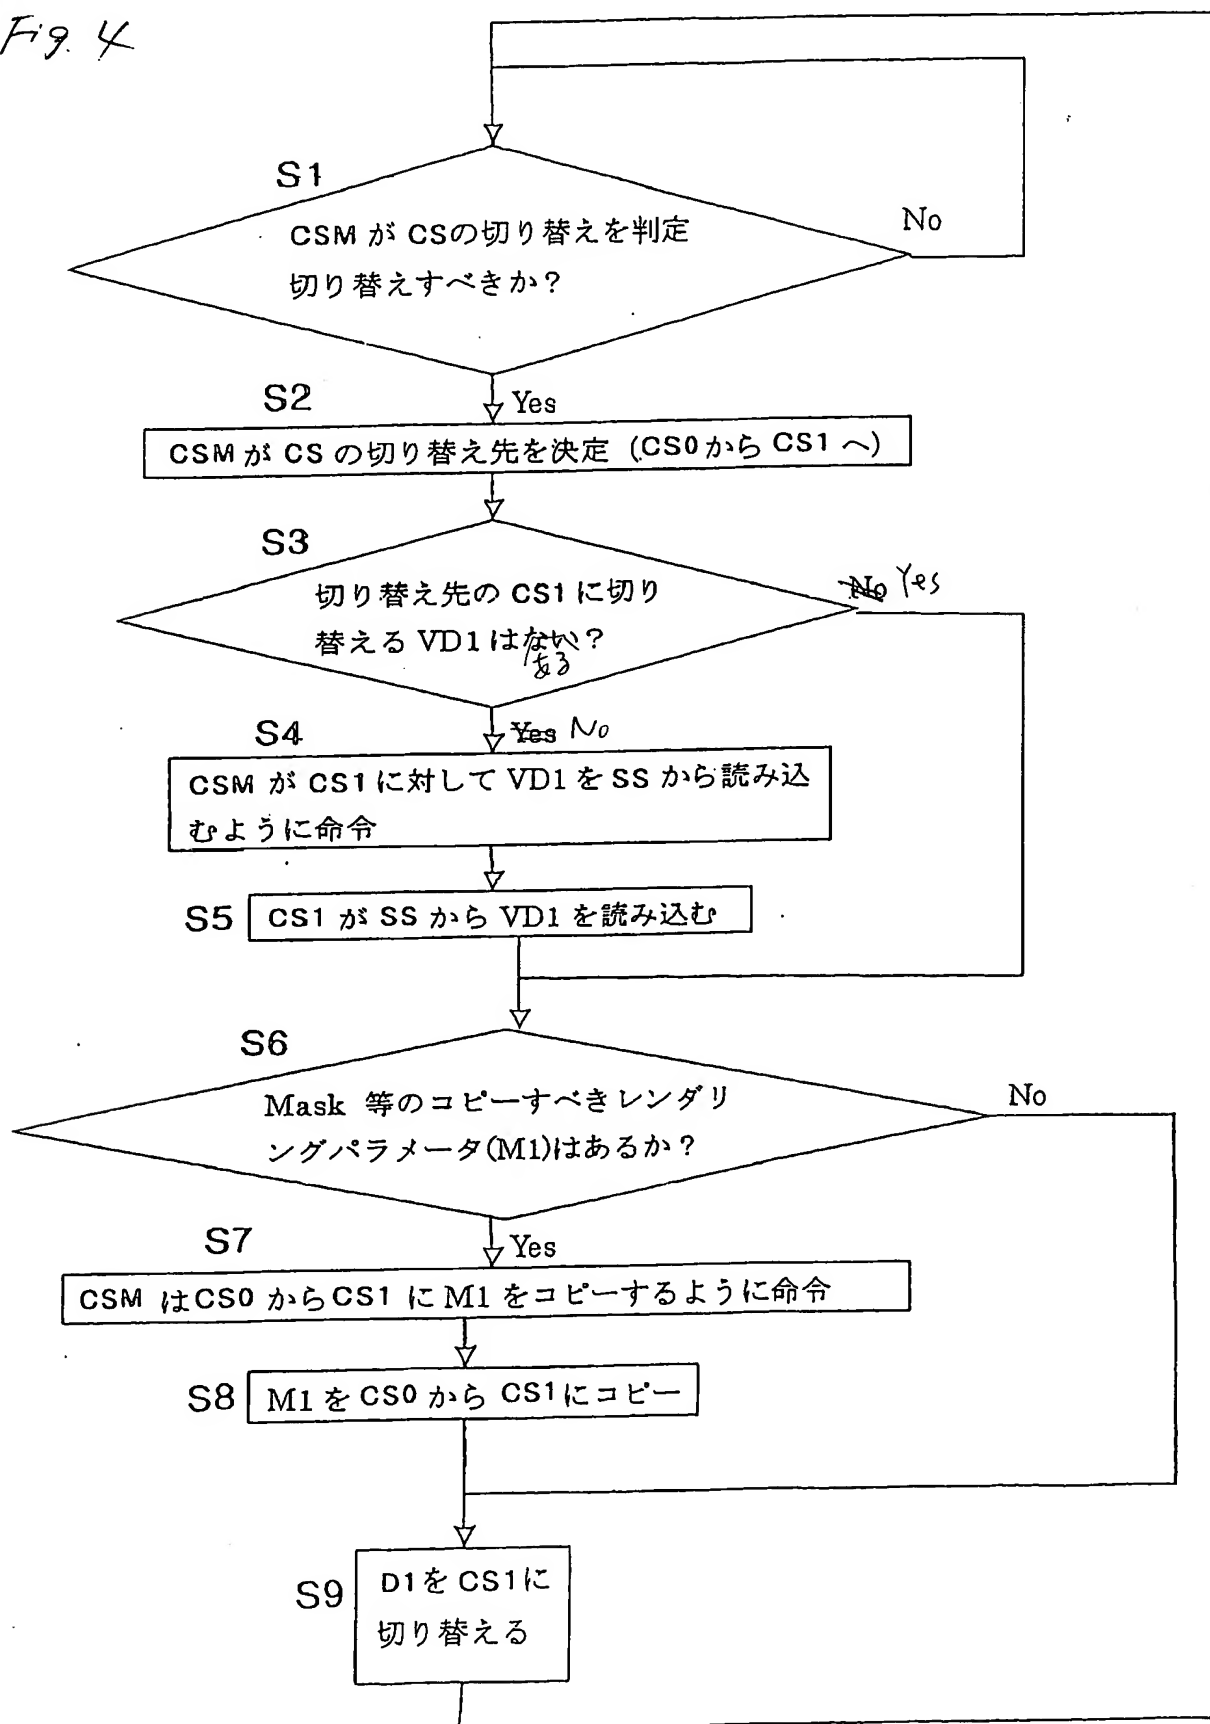 Fig. 4
S1
CSM が CSの切り替えを判定
切り替えすべきか?
No
S2
Yes
CSM が CS の切り替え先を決定 (CS0から CS1 へ)
S3
切り替え先の CS1 に切り
替える VD1 はない?
ある
No Yes
S4
Yes No
CSM が CS1 に対して VD1 を SS から読み込
むように命令
S5
CS1 が SS から VD1 を読み込む
S6
Mask 等のコピーすべきレンダリ
ングパラメータ(M1)はあるか?
No
S7
Yes
CSM はCS0 からCS1 に M1 をコピーするように命令
S8
M1 を CS0 から CS1にコピー
S9
D1を CS1に
切り替える